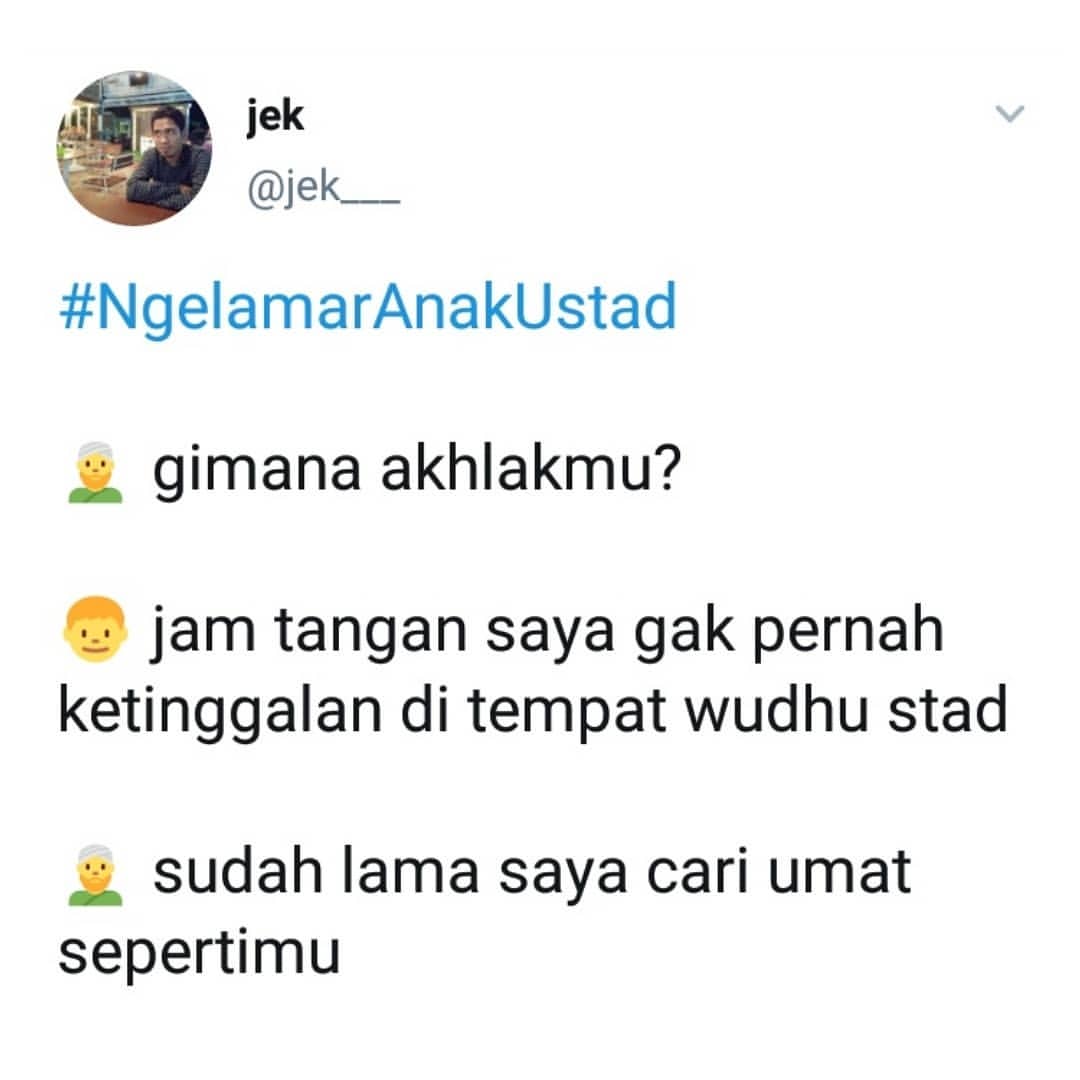 jek
@jek___
#NgelamarAnakUstad
gimana akhlakmu?
jam tangan saya gak pernah
ketinggalan di tempat wudhu stad
sudah lama saya cari umat
sepertimu